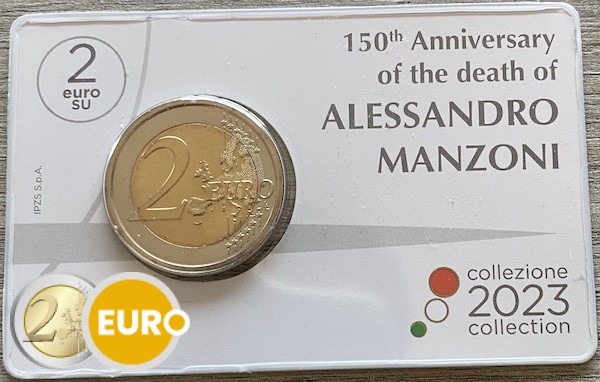 2
euro
SU
150th Anniversary
of the death of
ALESSANDRO
MANZONI
IPZS S.p.A.
2 EURO
collezione
2023
collection
2 EURO